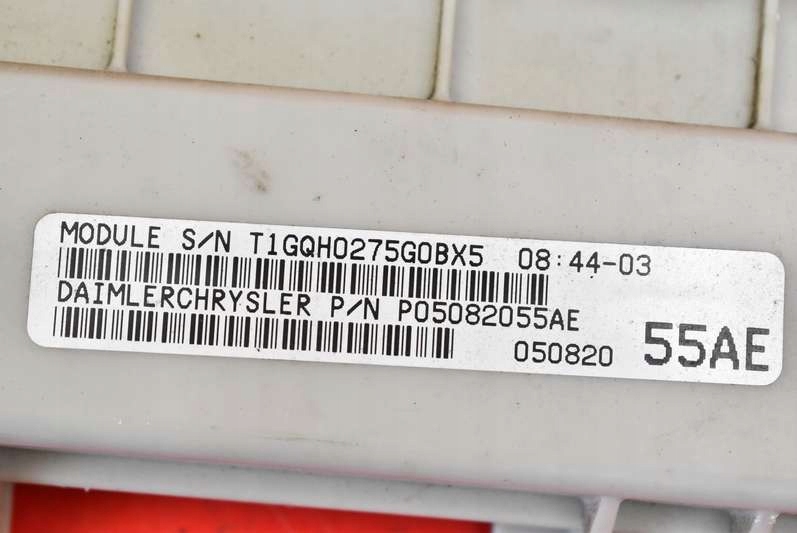 MODULE S/N T1GQH0275G0BX5 08:44-03
DAIMLERCHRYSLER P/N P05082055AE
050820 55AE